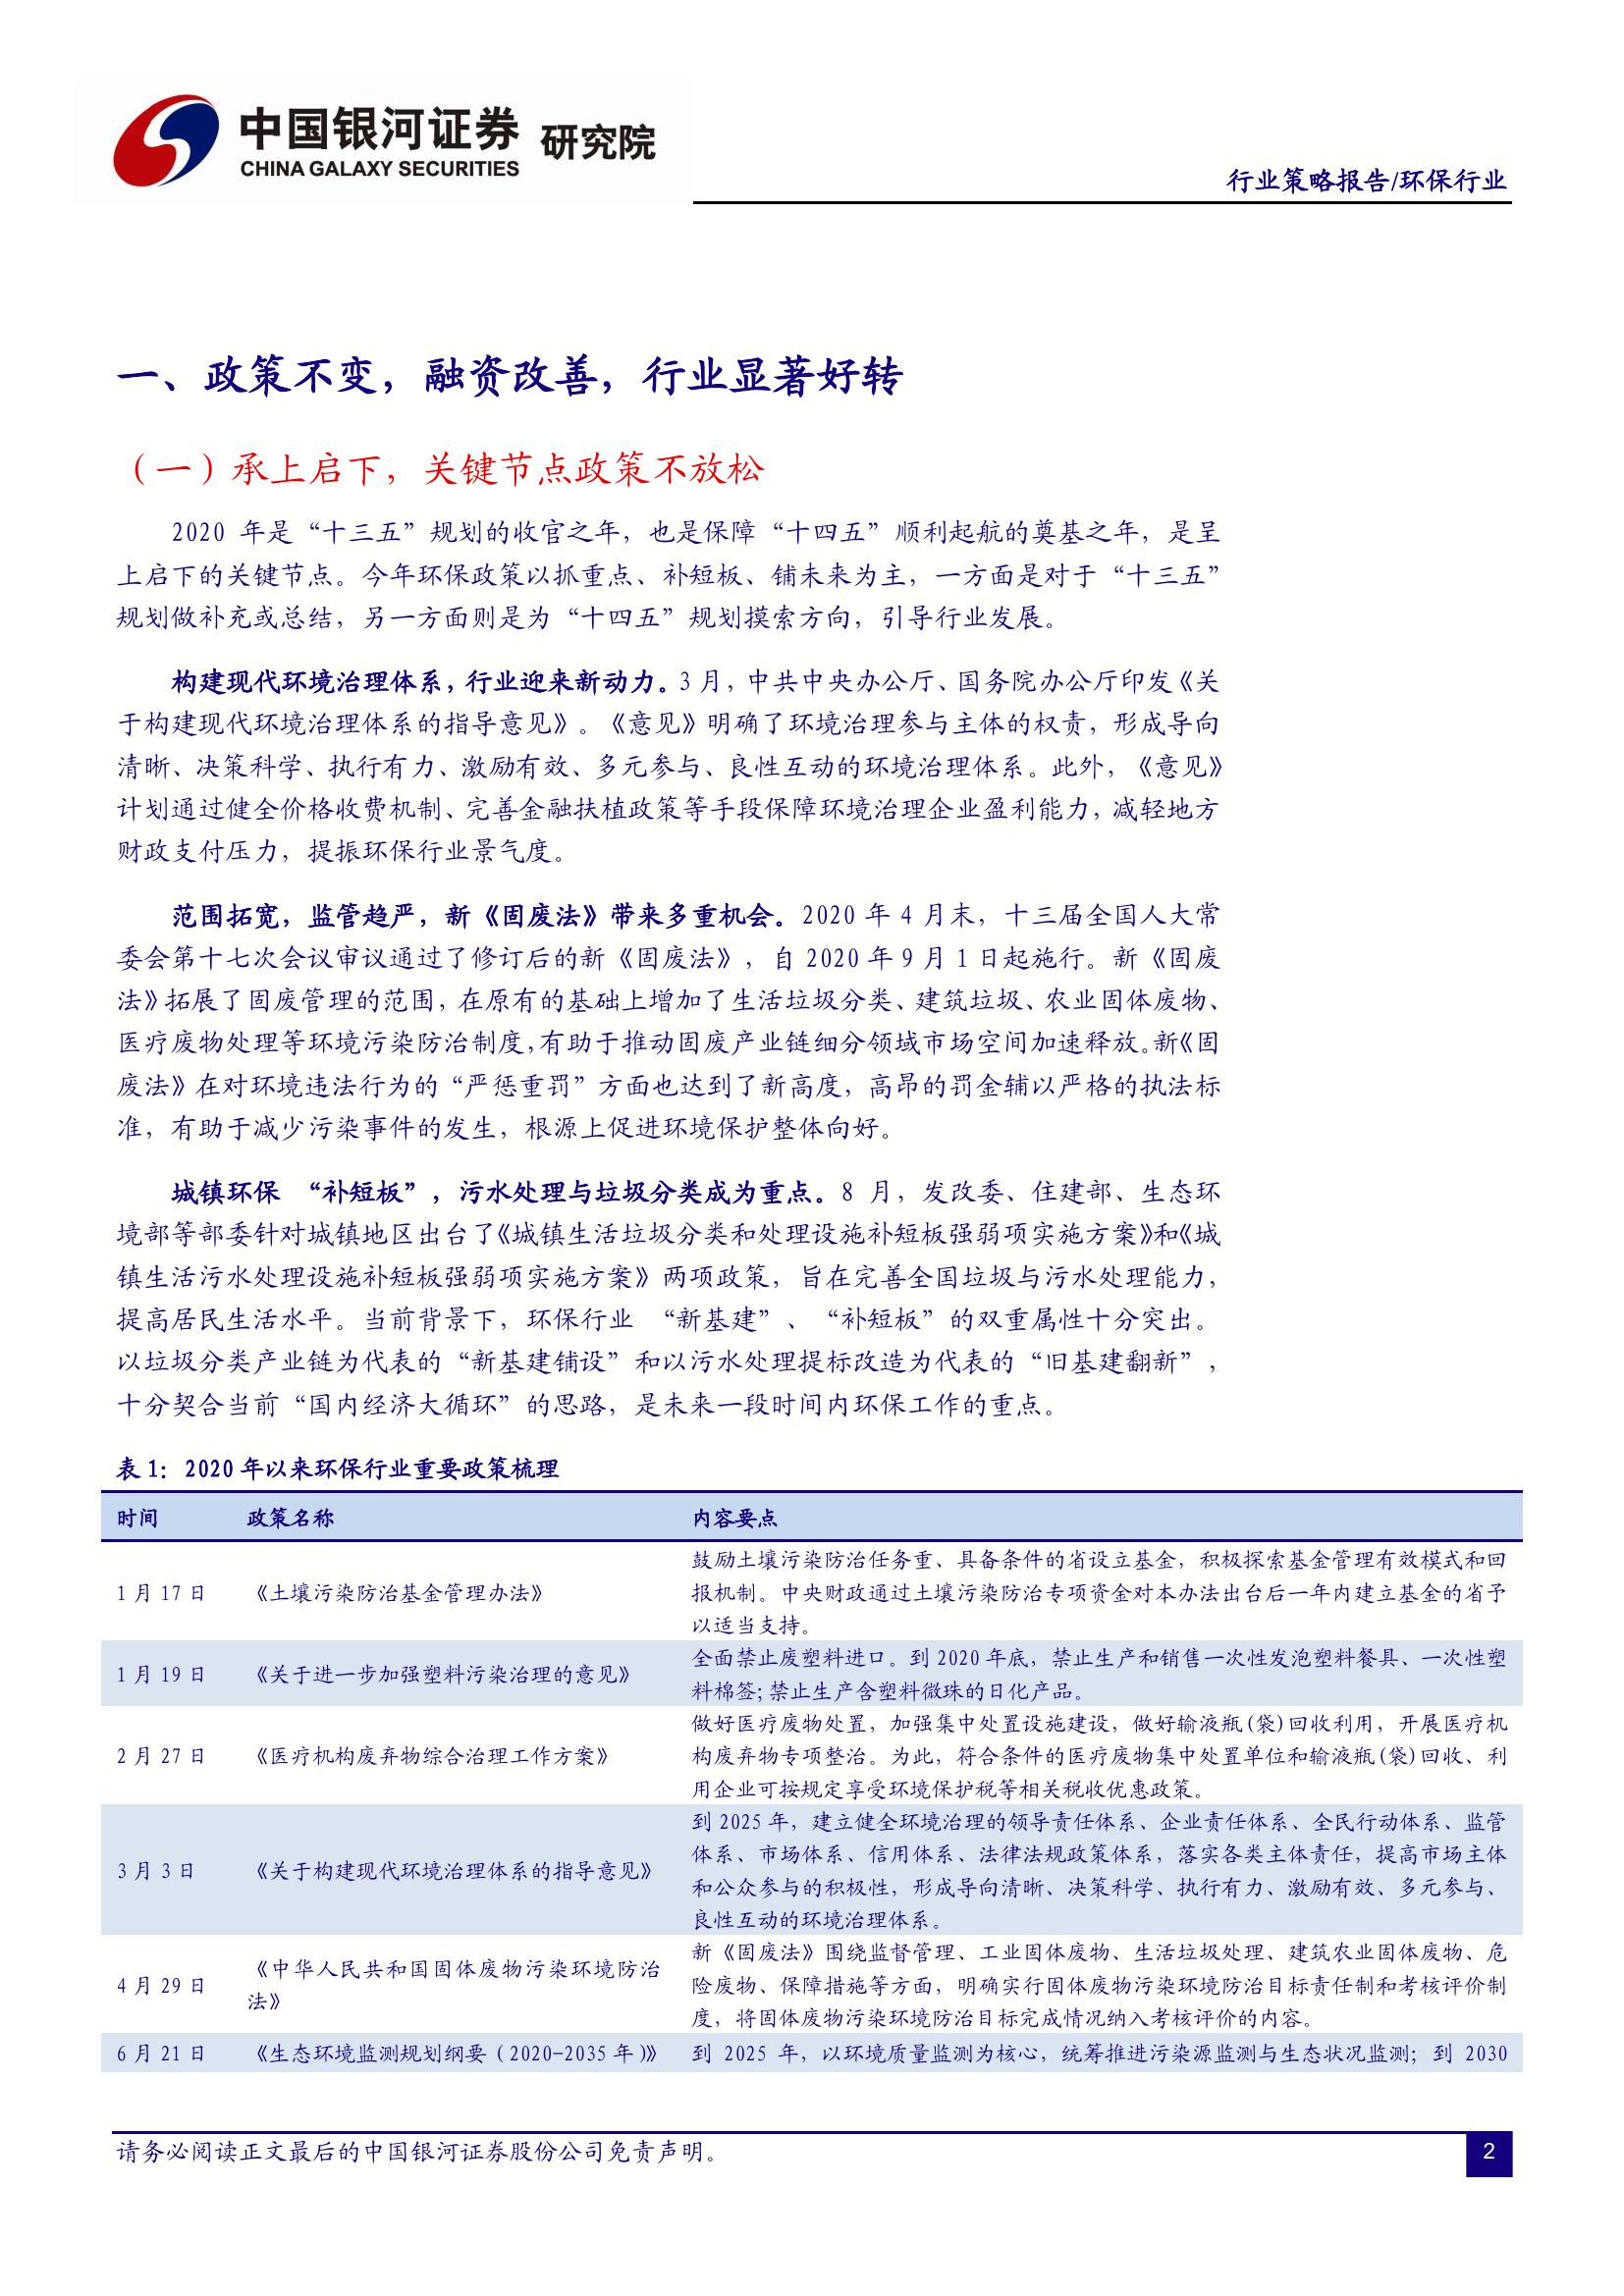 中国银河证券 研究院
CHINA GALAXY SECURITIES
行业策略报告/环保行业
一、政策不变，融资改善，行业显著好转
（一）承上启下，关键节点政策不放松
2020 年是“十三五”规划的收官之年，也是保障“十四五”顺利起航的奠基之年，是呈
上启下的关键节点。今年环保政策以抓重点、补短板、铺未来为主，一方面是对于“十三五”
规划做补充或总结，另一方面则是为“十四五”规划摸索方向，引导行业发展。
构建现代环境治理体系，行业迎来新动力。3 月，中共中央办公厅、国务院办公厅印发《关
于构建现代环境治理体系的指导意见》。《意见》明确了环境治理参与主体的权责，形成导向
清晰、决策科学、执行有力、激励有效、多元参与、良性互动的环境治理体系。此外，《意见》
计划通过健全价格收费机制、完善金融扶植政策等手段保障环境治理企业盈利能力，减轻地方
财政支付压力，提振环保行业景气度。
范围拓宽，监管趋严，新《固废法》带来多重机会。2020 年 4 月末，十三届全国人大常
委会第十七次会议审议通过了修订后的新《固废法》，自 2020 年 9 月 1 日起施行。新《固废
法》拓展了固废管理的范围，在原有的基础上增加了生活垃圾分类、建筑垃圾、农业固体废物、
医疗废物处理等环境污染防治制度，有助于推动固废产业链细分领域市场空间加速释放。新《固
废法》在对环境违法行为的“严惩重罚”方面也达到了新高度，高昂的罚金辅以严格的执法标
准，有助于减少污染事件的发生，根源上促进环境保护整体向好。
城镇环保 “补短板”，污水处理与垃圾分类成为重点。8 月，发改委、住建部、生态环
境部等部委针对城镇地区出台了《城镇生活垃圾分类和处理设施补短板强弱项实施方案》和《城
镇生活污水处理设施补短板强弱项实施方案》两项政策，旨在完善全国垃圾与污水处理能力，
提高居民生活水平。当前背景下，环保行业 “新基建”、“补短板”的双重属性十分突出。
以垃圾分类产业链为代表的“新基建铺设”和以污水处理提标改造为代表的“旧基建翻新”，
十分契合当前“国内经济大循环”的思路，是未来一段时间内环保工作的重点。
表 1：2020 年以来环保行业重要政策梳理
时间 政策名称 内容要点
鼓励土壤污染防治任务重、具备条件的省设立基金，积极探索基金管理有效模式和回
1 月 17 日 《土壤污染防治基金管理办法》 报机制。中央财政通过土壤污染防治专项资金对本办法出台后一年内建立基金的省予
以适当支持。
全面禁止废塑料进口。到 2020 年底，禁止生产和销售一次性发泡塑料餐具、一次性塑
1 月 19 日 《关于进一步加强塑料污染治理的意见》
料棉签；禁止生产含塑料微珠的日化产品。
做好医疗废物处置，加强集中处置设施建设，做好输液瓶(袋)回收利用，开展医疗机
2 月 27 日 《医疗机构废弃物综合治理工作方案》 构废弃物专项整治。为此，符合条件的医疗废物集中处置单位和输液瓶(袋)回收、利
用企业可按规定享受环境保护税等相关税收优惠政策。
到 2025 年，建立健全环境治理的领导责任体系、企业责任体系、全民行动体系、监管
体系、市场体系、信用体系、法律法规政策体系，落实各类主体责任，提高市场主体
3 月 3 日 《关于构建现代环境治理体系的指导意见》
和公众参与的积极性，形成导向清晰、决策科学、执行有力、激励有效、多元参与、
良性互动的环境治理体系。
新《固废法》围绕监督管理、工业固体废物、生活垃圾处理、建筑农业固体废物、危
4 月 29 日 《中华人民共和国固体废物污染环境防治
法》
险废物、保障措施等方面，明确实行固体废物污染环境防治目标责任制和考核评价制
度，将固体废物污染环境防治目标完成情况纳入考核评价的内容。
6 月 21 日 《生态环境监测规划纲要（2020-2035 年）》 到 2025 年，以环境质量监测为核心，统筹推进污染源监测与生态状况监测；到 2030
请务必阅读正文最后的中国银河证券股份公司免责声明。
2